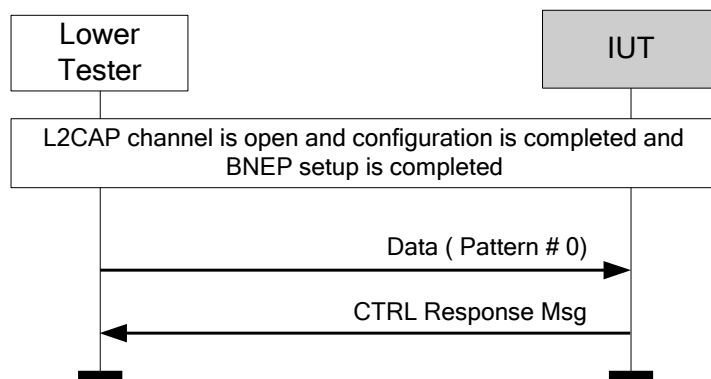 Lower
Tester
IUT
L2CAP channel is open and configuration is completed and
BNEP setup is completed
Data ( Pattern # 0)
CTRL Response Msg